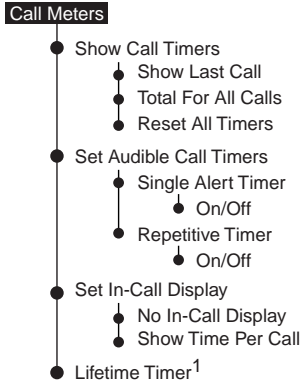 Call Meters
Show Call Timers
Show Last Call
Total For All Calls
Reset All Timers
Set Audible Call Timers
Single Alert Timer
On/Off
Repetitive Timer
On/Off
Set In-Call Display
No In-Call Display
Show Time Per Call
Lifetime Timer1